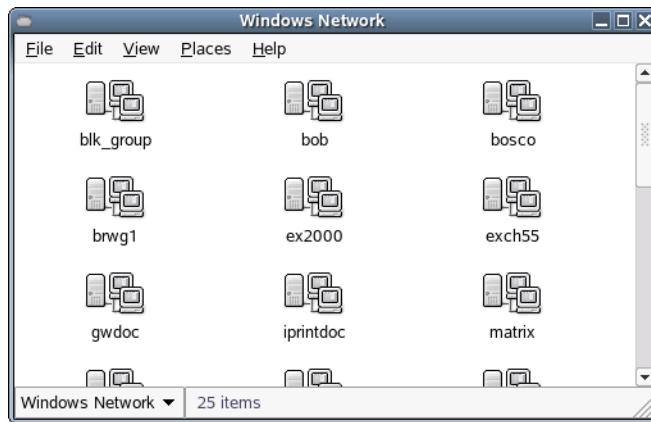 Windows Network
File Edit View Places Help
blk_group bob bosco
brwg1 ex2000 exch55
gwdoc iprintdoc matrix
Windows Network 25 items